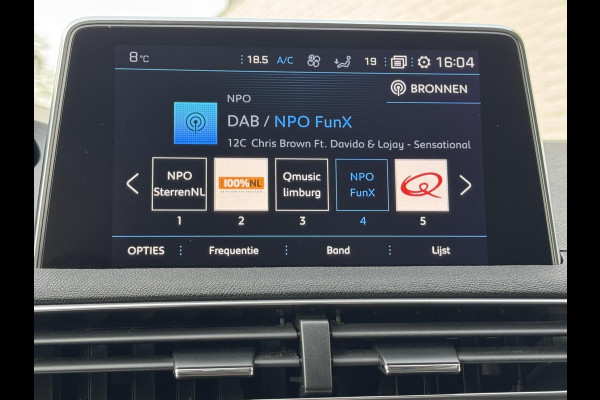 8°C 18.5 A/C 19 16:04
BRONNEN
NPO
DAB / NPO FunX
12C Chris Brown Ft. Davido & Lojay - Sensational
NPO SterrenNL
100%NL
Qmusic limburg
NPO FunX
1 2 3 4 5
OPTIES Frequentie Band Lijst